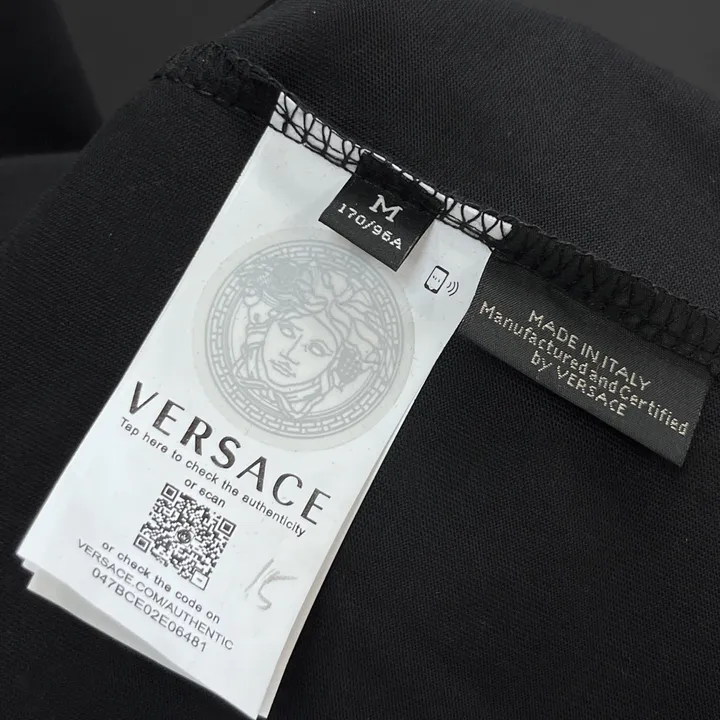 M
170/96A
VERSACE
Tap here to check the authenticity
or scan
or check the code on
VERSACE.COM/AUTHENTIC
047BCE02E06481
15
MADE IN ITALY
Manufactured and Certified
by VERSACE